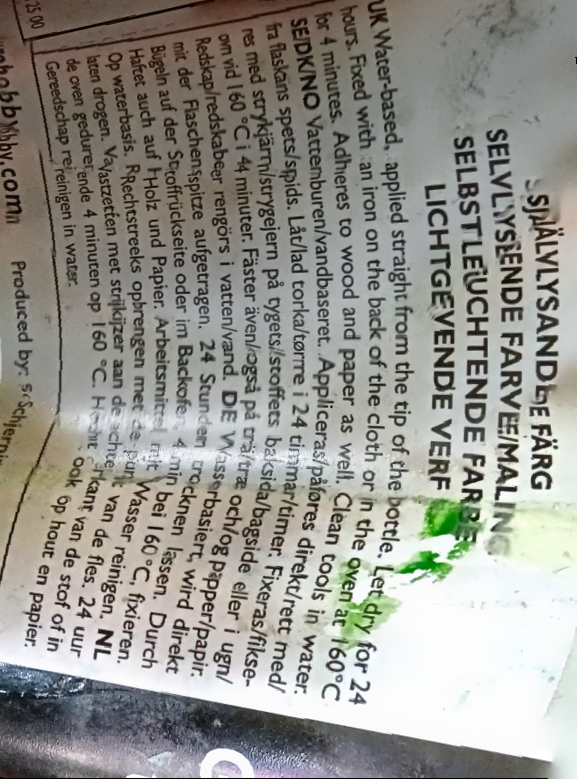 SJÄLVLYSANDE FÄRG
SELVLYSENDE FARVE/MALING
SELBSTLEUCHTENDE FARBE
LICHTGEVENDE VERF
UK Water-based, applied straight from the tip of the bottle. Let dry for 24
hours. Fixed with an iron on the back of the cloth or in the oven at 160°C
for 4 minutes. Adheres to wood and paper as well. Clean tools in water.
SE/DK/NO Vattenburen/vandbaseret. Appliceras/påføres direkt/rett med/
fra flaskans spets/spids. Låt/lad torka/tørre i 24 timmar/timer. Fixeras/fikse-
res med strykjärn/strygejern på tygets/stoffets baksida/bagside eller i ugn/
ovn vid 160 °C i 4 minuter. Fäster även/også på trä/træ och/og papper/papir.
Redskap/redskaber rengörs i vatten/vand. DE Wasserbasiert, wird direkt
mit der Flaschenspitze aufgetragen. 24 Stunden trocknen lassen. Durch
Bügeln auf der Stoffrückseite oder in Backofen 4 min bei 160°C, fixieren.
Haftet auch auf Holz und Papier. Arbeitsmittel mit Wasser reinigen. NL
Op waterbasis. Rechtstreeks opbrengen met de punt van de fles. 24 uur
laten drogen. Vastzetten met strijkijzer aan de achterkant van de stof of in
de oven gedurende 4 minuten op 160 °C. Hecht ook op hout en papier.
Gereedschap reinigen in water.
25 00
hobby.com
Produced by: